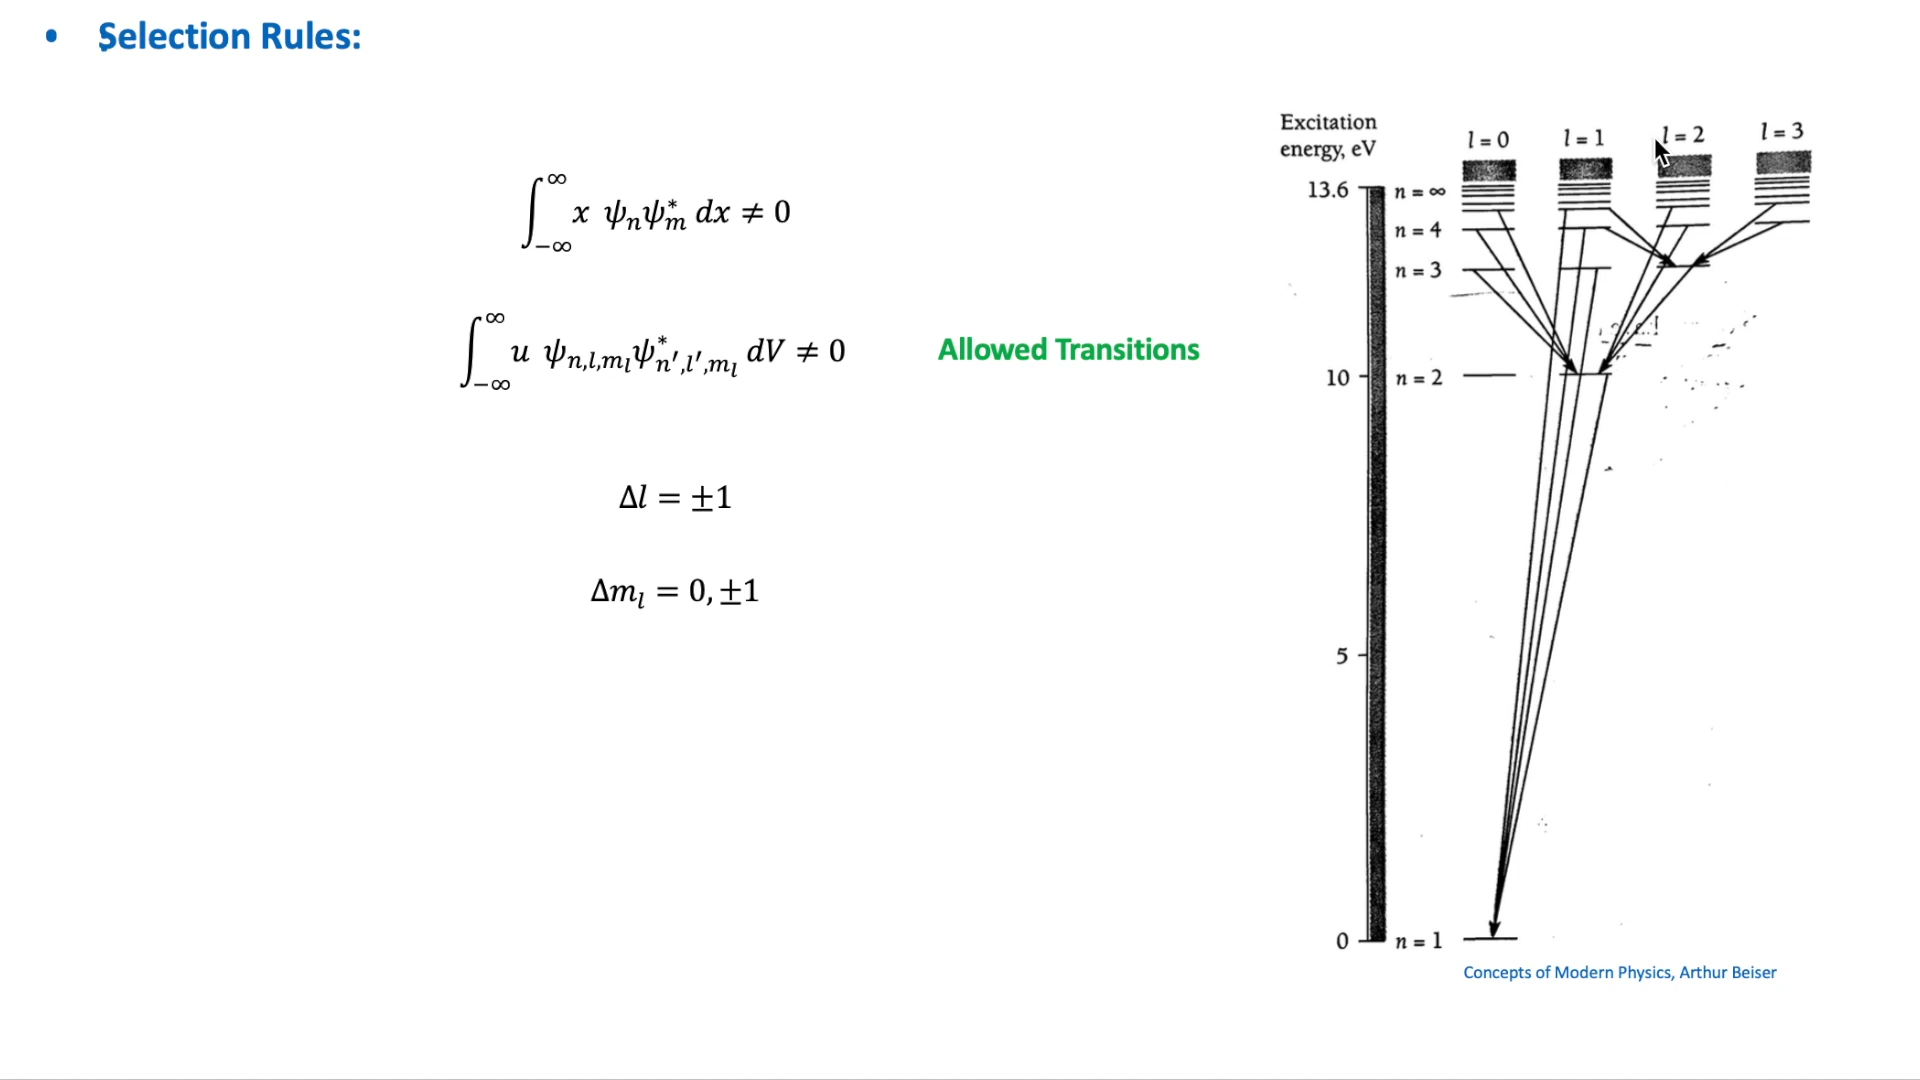 • Selection Rules:
∫_{−∞}^{∞} x ψ_n ψ_m^* dx ≠ 0
∫_{−∞}^{∞} u ψ_{n,l,m_l} ψ^*_{n′,l′,m_l} dV ≠ 0
Allowed Transitions
Δl = ±1
Δm_l = 0, ±1
Excitation
energy, eV
l = 0 l = 1 l = 2 l = 3
13.6 n = ∞
n = 4
n = 3
10 n = 2
5
0 n = 1
Concepts of Modern Physics, Arthur Beiser